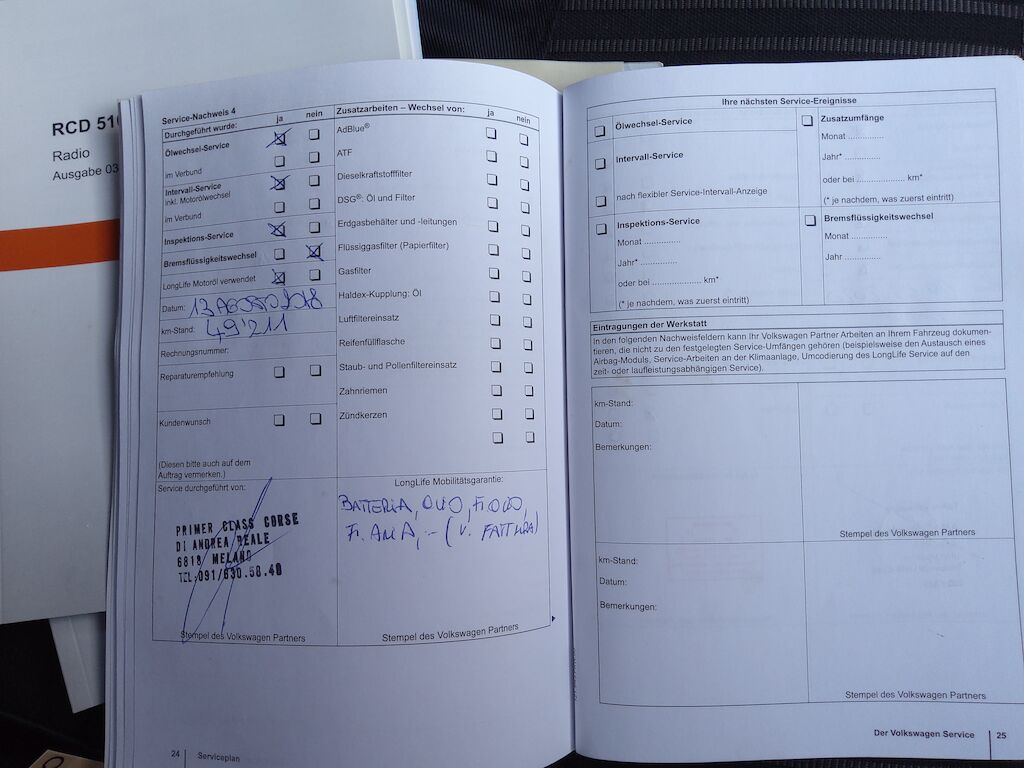 RCD 510
Radio
Ausgabe 03
Service-Nachweis 4
Durchgeführt wurde: ja nein
Ölwechsel-Service
im Verbund
Intervall-Service
inkl. Motorölwechsel
im Verbund
Inspektions-Service
Bremsflüssigkeitswechsel
LongLife Motoröl verwendet
Datum: 13 AGOSTO 2018
km-Stand: 49'211
Rechnungsnummer:
Reparaturempfehlung
Kundenwunsch
(Diesen bitte auch auf dem
Auftrag vermerken.)
Service durchgeführt von:
PRIMER CLASS CORSE
DI ANDREA REALE
6818 MELANO
TEL.091/630.50.40
Stempel des Volkswagen Partners
Zusatzarbeiten – Wechsel von: ja nein
AdBlue®
ATF
Dieselkraftstofffilter
DSG®: Öl und Filter
Erdgasbehälter und -leitungen
Flüssiggasfilter (Papierfilter)
Gasfilter
Haldex-Kupplung: Öl
Luftfiltereinsatz
Reifenfüllflasche
Staub- und Pollenfiltereinsatz
Zahnriemen
Zündkerzen
LongLife Mobilitätsgarantie:
BATTERIA, OLIO, F. OLIO,
F. ARIA, - (V. FATTURA)
Stempel des Volkswagen Partners
24 Serviceplan
Ihre nächsten Service-Ereignisse
Ölwechsel-Service
Intervall-Service
nach flexibler Service-Intervall-Anzeige
Inspektions-Service
Monat ...............
Jahr* ...............
oder bei .................... km*
(* je nachdem, was zuerst eintritt)
Zusatzumfänge
Monat ...............
Jahr* ...............
oder bei .................... km*
(* je nachdem, was zuerst eintritt)
Bremsflüssigkeitswechsel
Monat ...............
Jahr ...............
Eintragungen der Werkstatt
In den folgenden Nachweisfeldern kann Ihr Volkswagen Partner Arbeiten an Ihrem Fahrzeug dokumen-
tieren, die nicht zu den festgelegten Service-Umfängen gehören (beispielsweise den Austausch eines
Airbag-Moduls, Service-Arbeiten an der Klimaanlage, Umcodierung des LongLife Service auf den
zeit- oder laufleistungsabhängigen Service).
km-Stand:
Datum:
Bemerkungen:
Stempel des Volkswagen Partners
km-Stand:
Datum:
Bemerkungen:
Stempel des Volkswagen Partners
Der Volkswagen Service 25